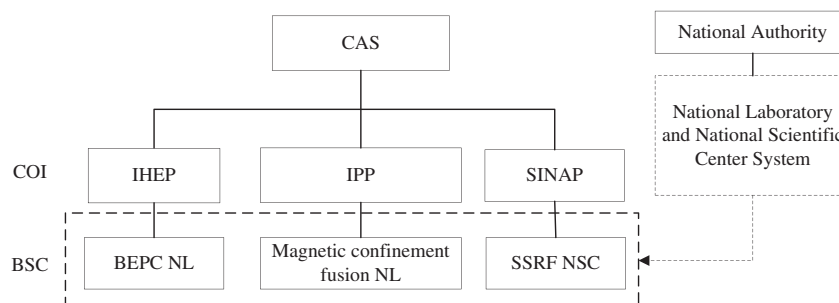 CAS
National Authority
National Laboratory
and National Scientific
Center System
COI
IHEP
IPP
SINAP
BSC
BEPC NL
Magnetic confinement
fusion NL
SSRF NSC